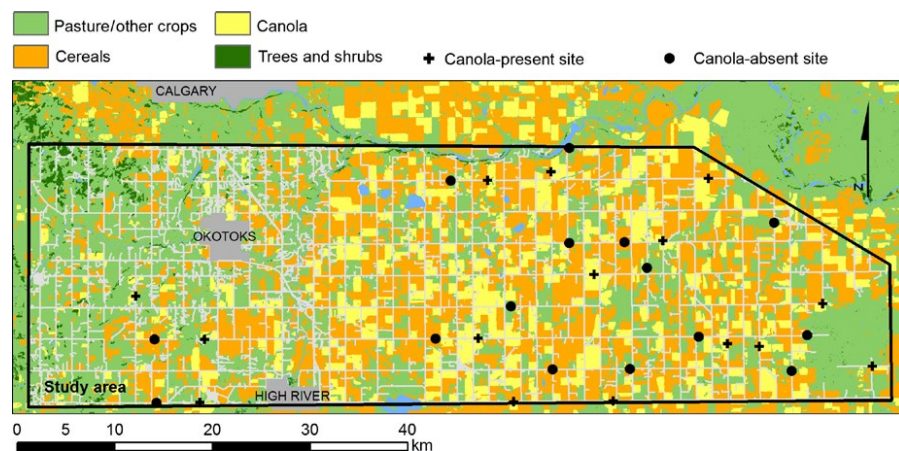 Pasture/other crops
Canola
Cereals
Trees and shrubs
Canola-present site
Canola-absent site
CALGARY
N
OKOTOKS
Study area
HIGH RIVER
0 5 10 20 30 40
km